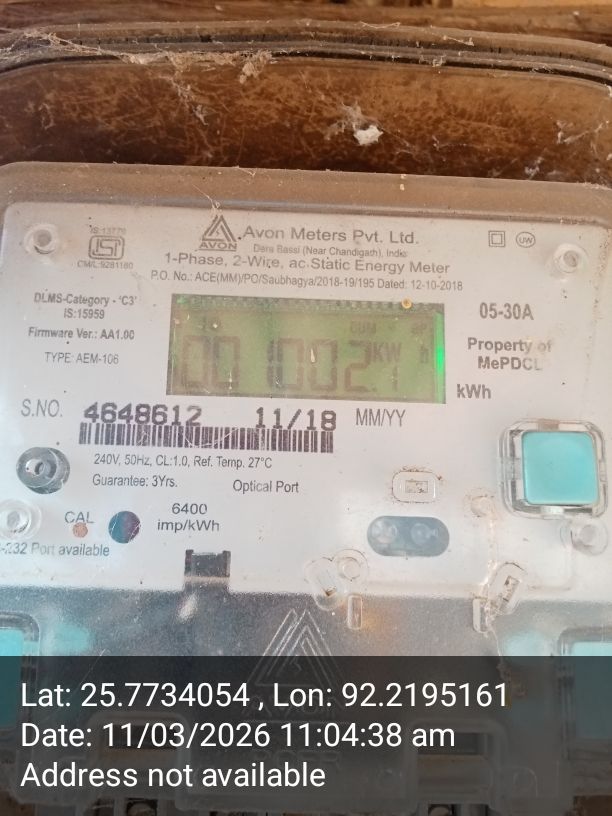 IS:13779
ISI
CM/L:9281180
AVON
Avon Meters Pvt. Ltd.
Dera Bassi (Near Chandigarh), India
UW
1-Phase, 2-Wire, ac Static Energy Meter
P.O. No.: ACE(MM)/PO/Saubhagya/2018-19/195 Dated: 12-10-2018
DLMS-Category - 'C3'
IS:15959
Firmware Ver.: AA1.00
TYPE: AEM-106
CUM
KW h
05-30A
Property of
MePDCL
kWh
S.NO. 4648612 11/18 MM/YY
240V, 50Hz, CL:1.0, Ref. Temp. 27°C
Guarantee: 3Yrs.
Optical Port
6400
imp/kWh
CAL
-232 Port available
Lat: 25.7734054 , Lon: 92.2195161
Date: 11/03/2026 11:04:38 am
Address not available